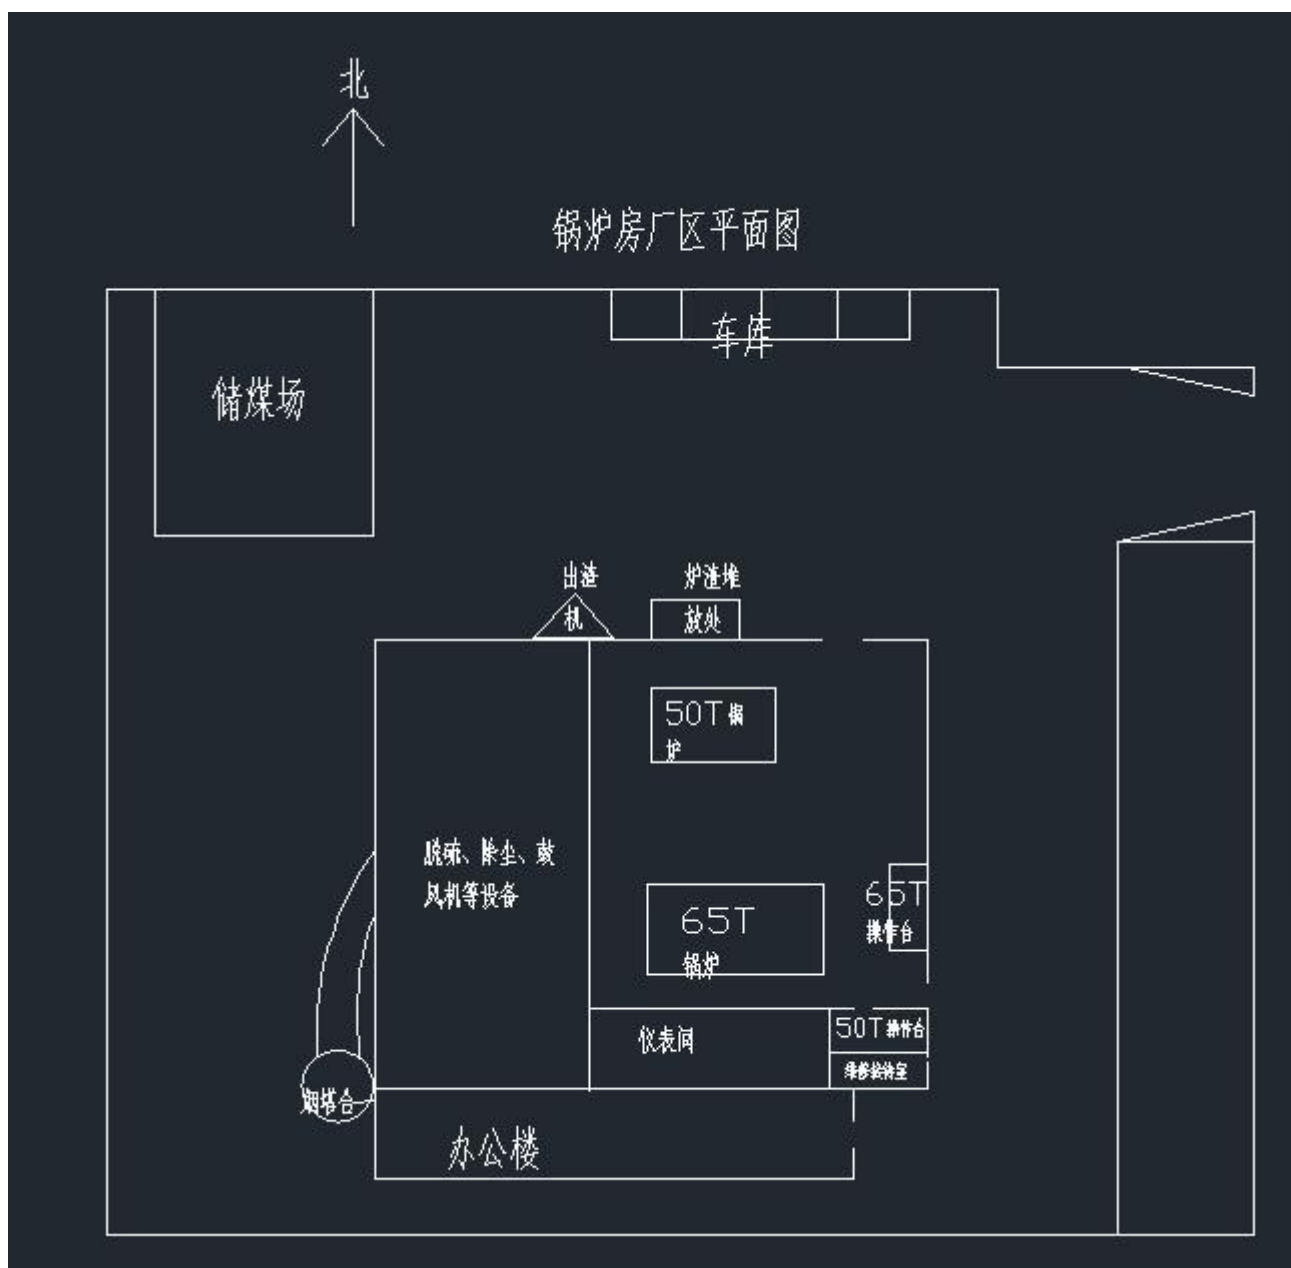 北
锅炉房厂区平面图
车库
储煤场
出渣
机
炉渣堆
放处
50T锅
炉
脱硫、除尘、鼓
风机等设备
65T
锅炉
65T
操作台
仪表间
50T操作台
维修接待室
烟塔台
办公楼